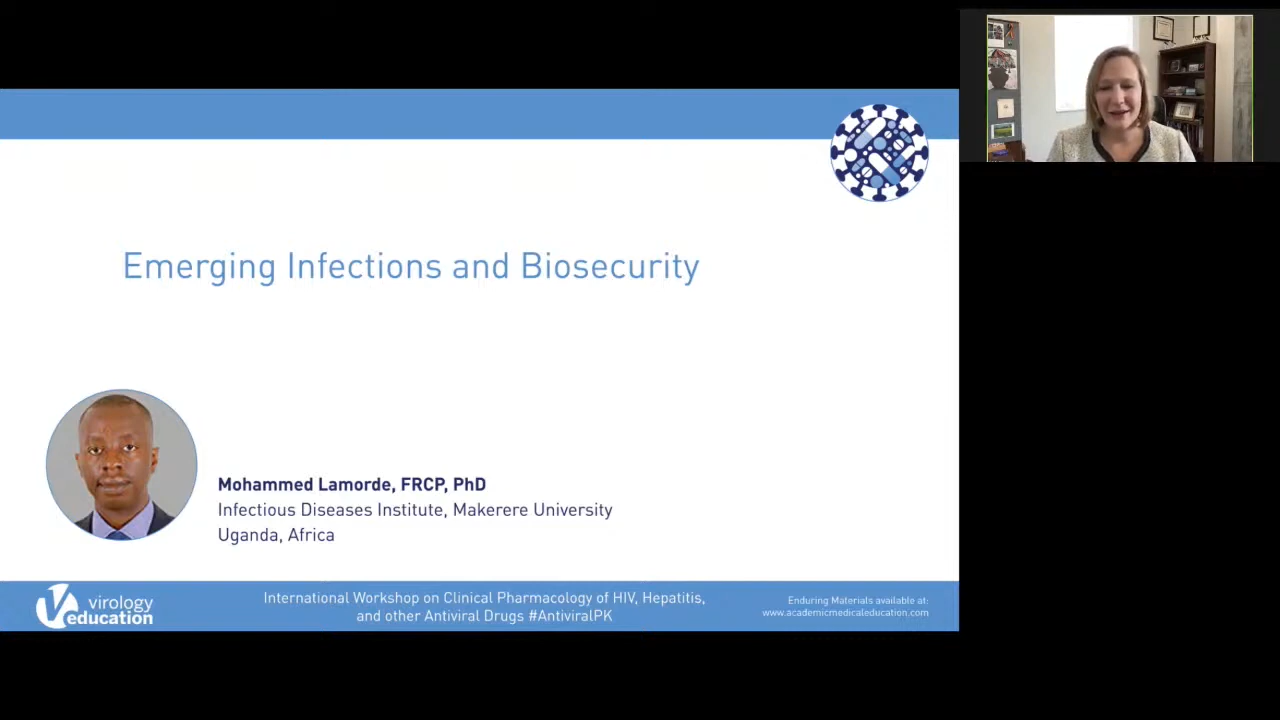 Emerging Infections and Biosecurity
Mohammed Lamorde, FRCP, PhD
Infectious Diseases Institute, Makerere University
Uganda, Africa
virology
education
International Workshop on Clinical Pharmacology of HIV, Hepatitis,
and other Antiviral Drugs #AntiviralPK
Enduring Materials available at:
www.academicmedicaleducation.com